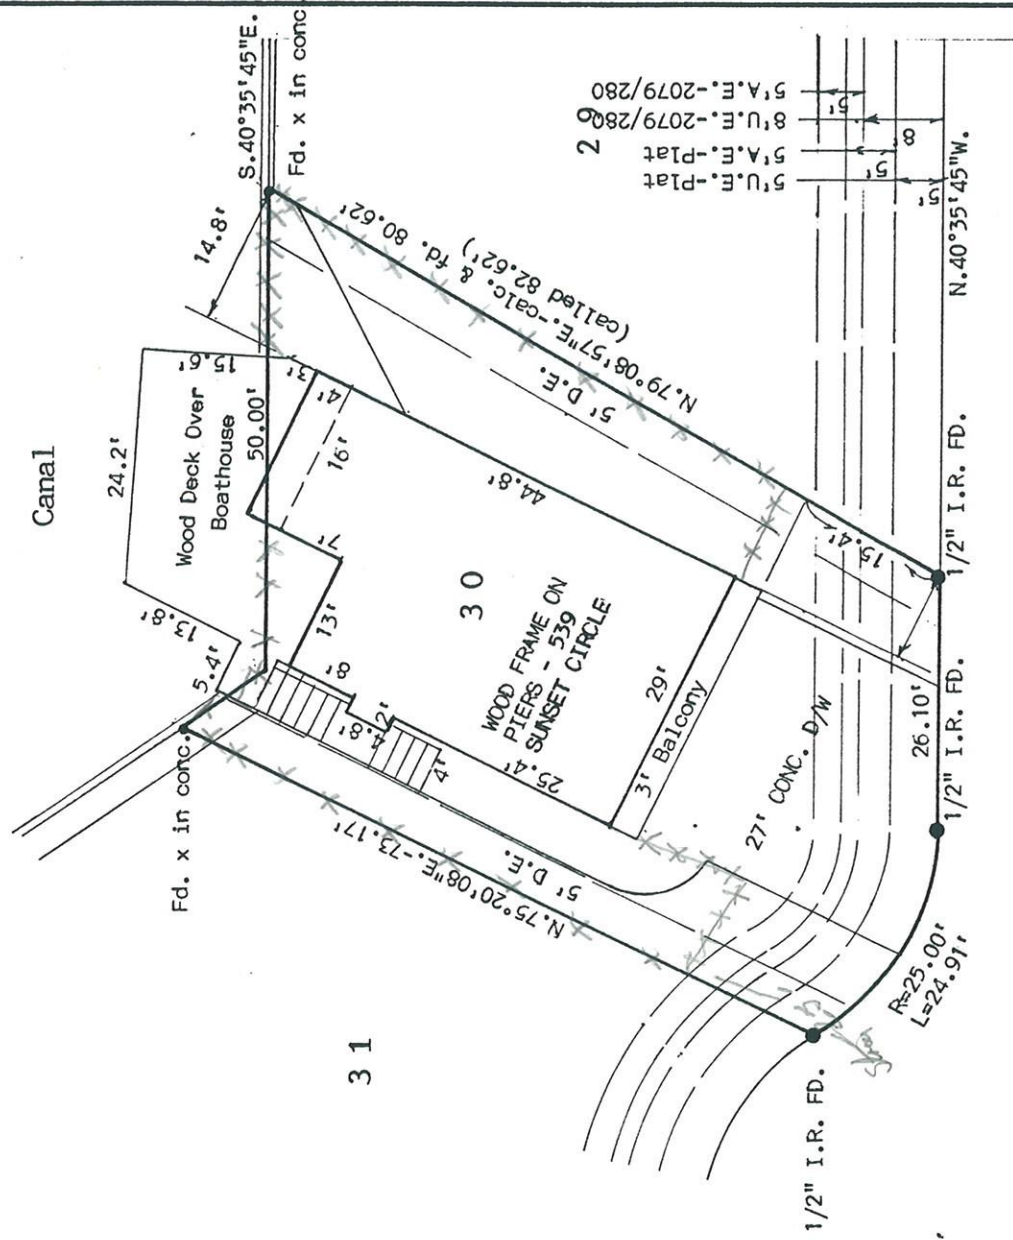 Canal
S.40°35'45"E.
Fd. x in conc.
14.8'
24.2'
Wood Deck Over
Boathouse
15.6'
50.00'
3'
4'
16'
7'
13'
13.8'
5.4'
8'
4.2'
4.8'
4'
25.4'
44.8'
30
WOOD FRAME ON
PIERS - 539
SUNSET CIRCLE
29'
3' Balcony
27' CONC. D/W
N.79°08'57"E.-calc. & fd. 80.62'
(called 82.62')
5' D.E.
15.4'
29
5'A.E.-2079/280
8'U.E.-2079/280
5'A.E.-Plat
5'U.E.-Plat
5'
8
5'
5'
N.40°35'45"W.
1/2" I.R. FD.
26.10'
1/2" I.R. FD.
R=25.00'
L=24.91'
Fd. x in conc.
N.75°20'08"E.-73.17'
5' D.E.
31
1/2" I.R. FD.